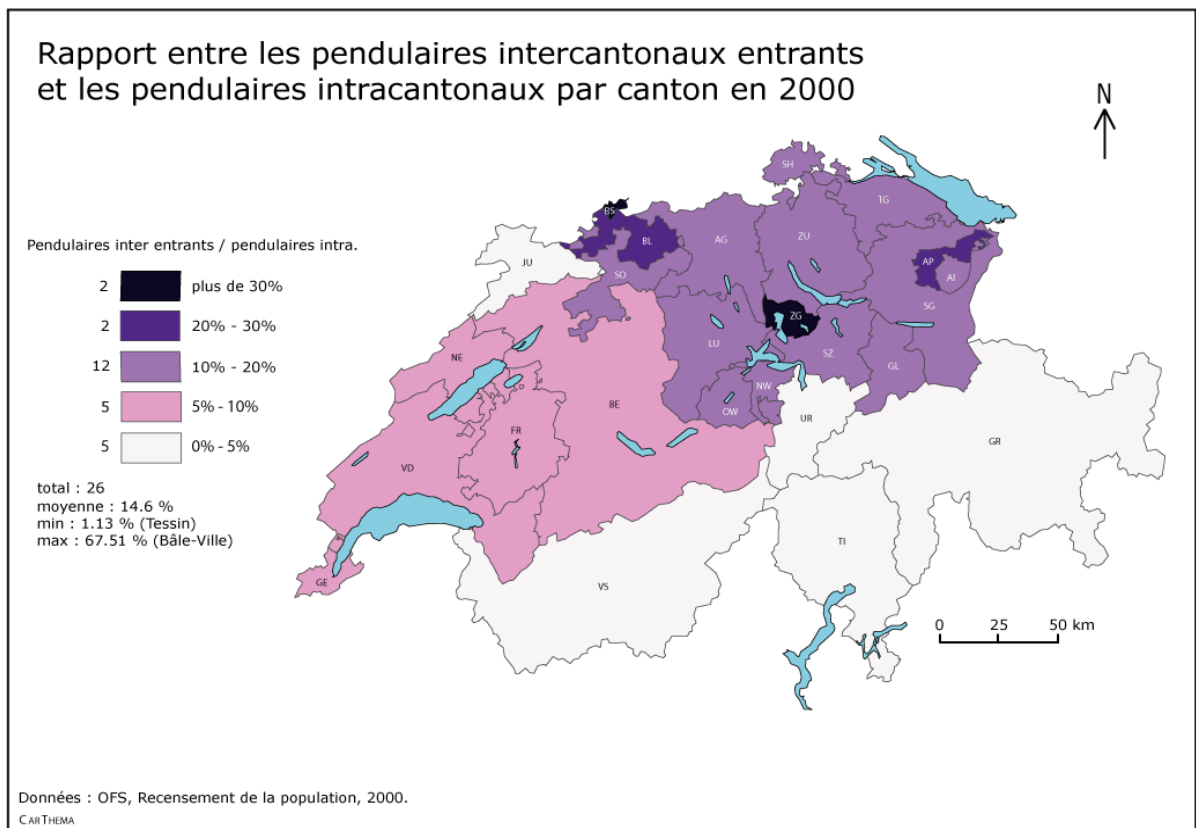 Rapport entre les pendulaires intercantonaux entrants
et les pendulaires intracantonaux par canton en 2000
N
Pendulaires inter entrants / pendulaires intra.
2 plus de 30%
2 20% - 30%
12 10% - 20%
5 5% - 10%
5 0% - 5%
total : 26
moyenne : 14.6 %
min : 1.13 % (Tessin)
max : 67.51 % (Bâle-Ville)
SH
TG
BS
BL
AG
ZU
JU
SO
AP
AI
SG
ZG
LU
SZ
GL
NE
NW
OW
BE
UR
FR
GR
VD
TI
GE
VS
0 25 50 km
Données : OFS, Recensement de la population, 2000.
CARTHEMA